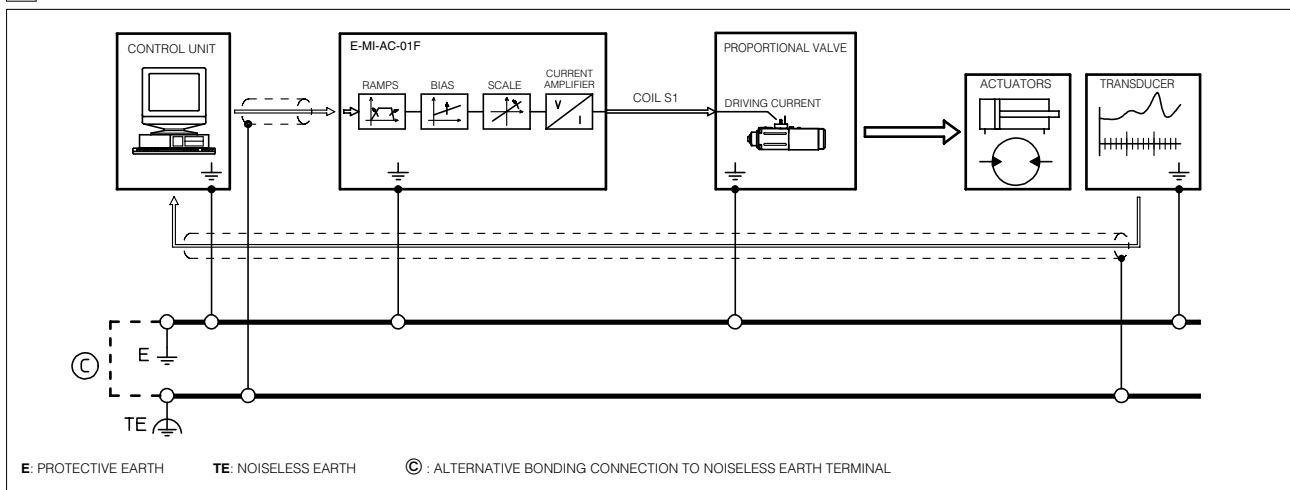 CONTROL UNIT
E-MI-AC-01F
RAMPS
BIAS
SCALE
CURRENT
AMPLIFIER
V
I
COIL S1
PROPORTIONAL VALVE
DRIVING CURRENT
ACTUATORS
TRANSDUCER
E
C
TE
E: PROTECTIVE EARTH TE: NOISELESS EARTH © : ALTERNATIVE BONDING CONNECTION TO NOISELESS EARTH TERMINAL